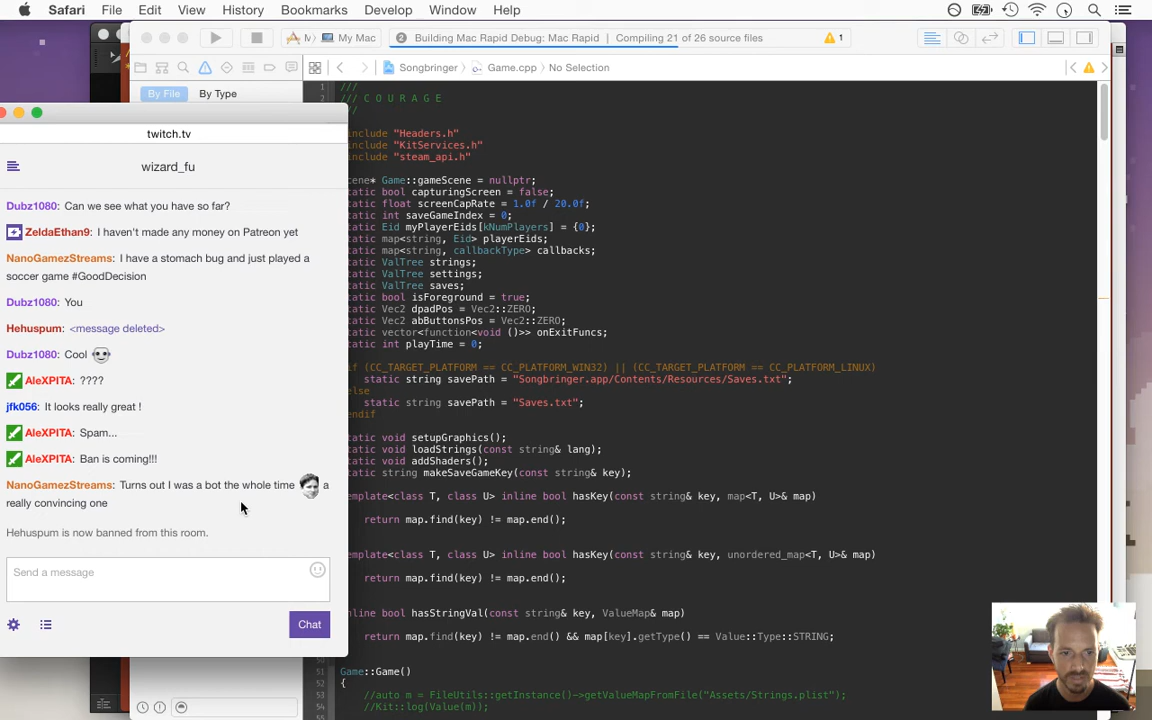 Safari File Edit View History Bookmarks Develop Window Help
My Mac
2 Building Mac Rapid Debug: Mac Rapid Compiling 21 of 26 source files 1
Songbringer Game.cpp No Selection
By File By Type
twitch.tv
wizard_fu
Dubz1080: Can we see what you have so far?
ZeldaEthan9: I haven't made any money on Patreon yet
NanoGamezStreams: I have a stomach bug and just played a
soccer game #GoodDecision
Dubz1080: You
Hehuspum: <message deleted>
Dubz1080: Cool
AleXPITA: ????
jfk056: It looks really great !
AleXPITA: Spam...
AleXPITA: Ban is coming!!!
NanoGamezStreams: Turns out I was a bot the whole time a
really convincing one
Hehuspum is now banned from this room.
Send a message
Chat
1 ///
2 /// C O U R A G E
3 //
include "Headers.h"
include "KitServices.h"
include "steam_api.h"
cene* Game::gameScene = nullptr;
tatic bool capturingScreen = false;
tatic float screenCapRate = 1.0f / 20.0f;
tatic int saveGameIndex = 0;
tatic Eid myPlayerEids[kNumPlayers] = {0};
tatic map<string, Eid> playerEids;
tatic map<string, callbackType> callbacks;
tatic ValTree strings;
tatic ValTree settings;
tatic ValTree saves;
tatic bool isForeground = true;
tatic Vec2 dpadPos = Vec2::ZERO;
tatic Vec2 abButtonsPos = Vec2::ZERO;
tatic vector<function<void ()>> onExitFuncs;
tatic int playTime = 0;
if (CC_TARGET_PLATFORM == CC_PLATFORM_WIN32) || (CC_TARGET_PLATFORM == CC_PLATFORM_LINUX)
static string savePath = "Songbringer.app/Contents/Resources/Saves.txt";
else
static string savePath = "Saves.txt";
endif
tatic void setupGraphics();
tatic void loadStrings(const string& lang);
tatic void addShaders();
tatic string makeSaveGameKey(const string& key);
template<class T, class U> inline bool hasKey(const string& key, map<T, U>& map)
return map.find(key) != map.end();
template<class T, class U> inline bool hasKey(const string& key, unordered_map<T, U>& map)
return map.find(key) != map.end();
inline bool hasStringVal(const string& key, ValueMap& map)
return map.find(key) != map.end() && map[key].getType() == Value::Type::STRING;
51 Game::Game()
52 {
53 //auto m = FileUtils::getInstance()->getValueMapFromFile("Assets/Strings.plist");
54 //Kit::log(Value(m));